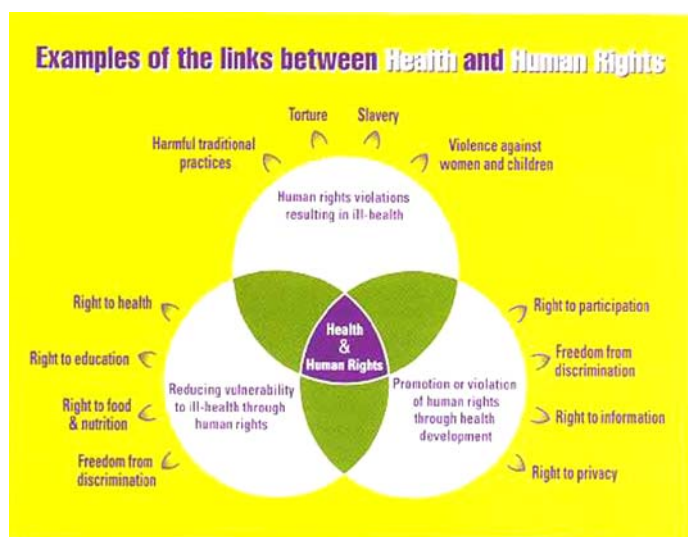 Examples of the links between Health and Human Rights
Torture
Slavery
Harmful traditional
practices
Violence against
women and children
Human rights violations
resulting in ill-health
Right to health
Right to education
Right to food
& nutrition
Freedom from
discrimination
Health
&
Human Rights
Reducing vulnerability
to ill-health through
human rights
Promotion or violation
of human rights
through health
development
Right to participation
Freedom from
discrimination
Right to information
Right to privacy